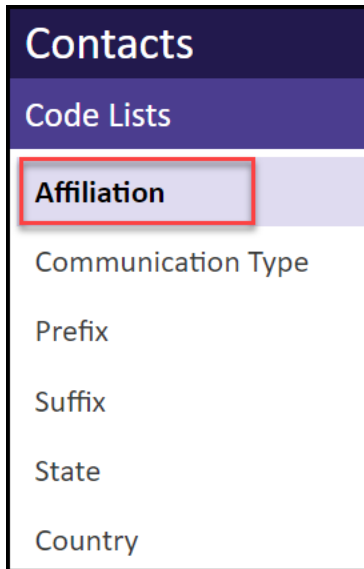 Contacts
Code Lists
Affiliation
Communication Type
Prefix
Suffix
State
Country